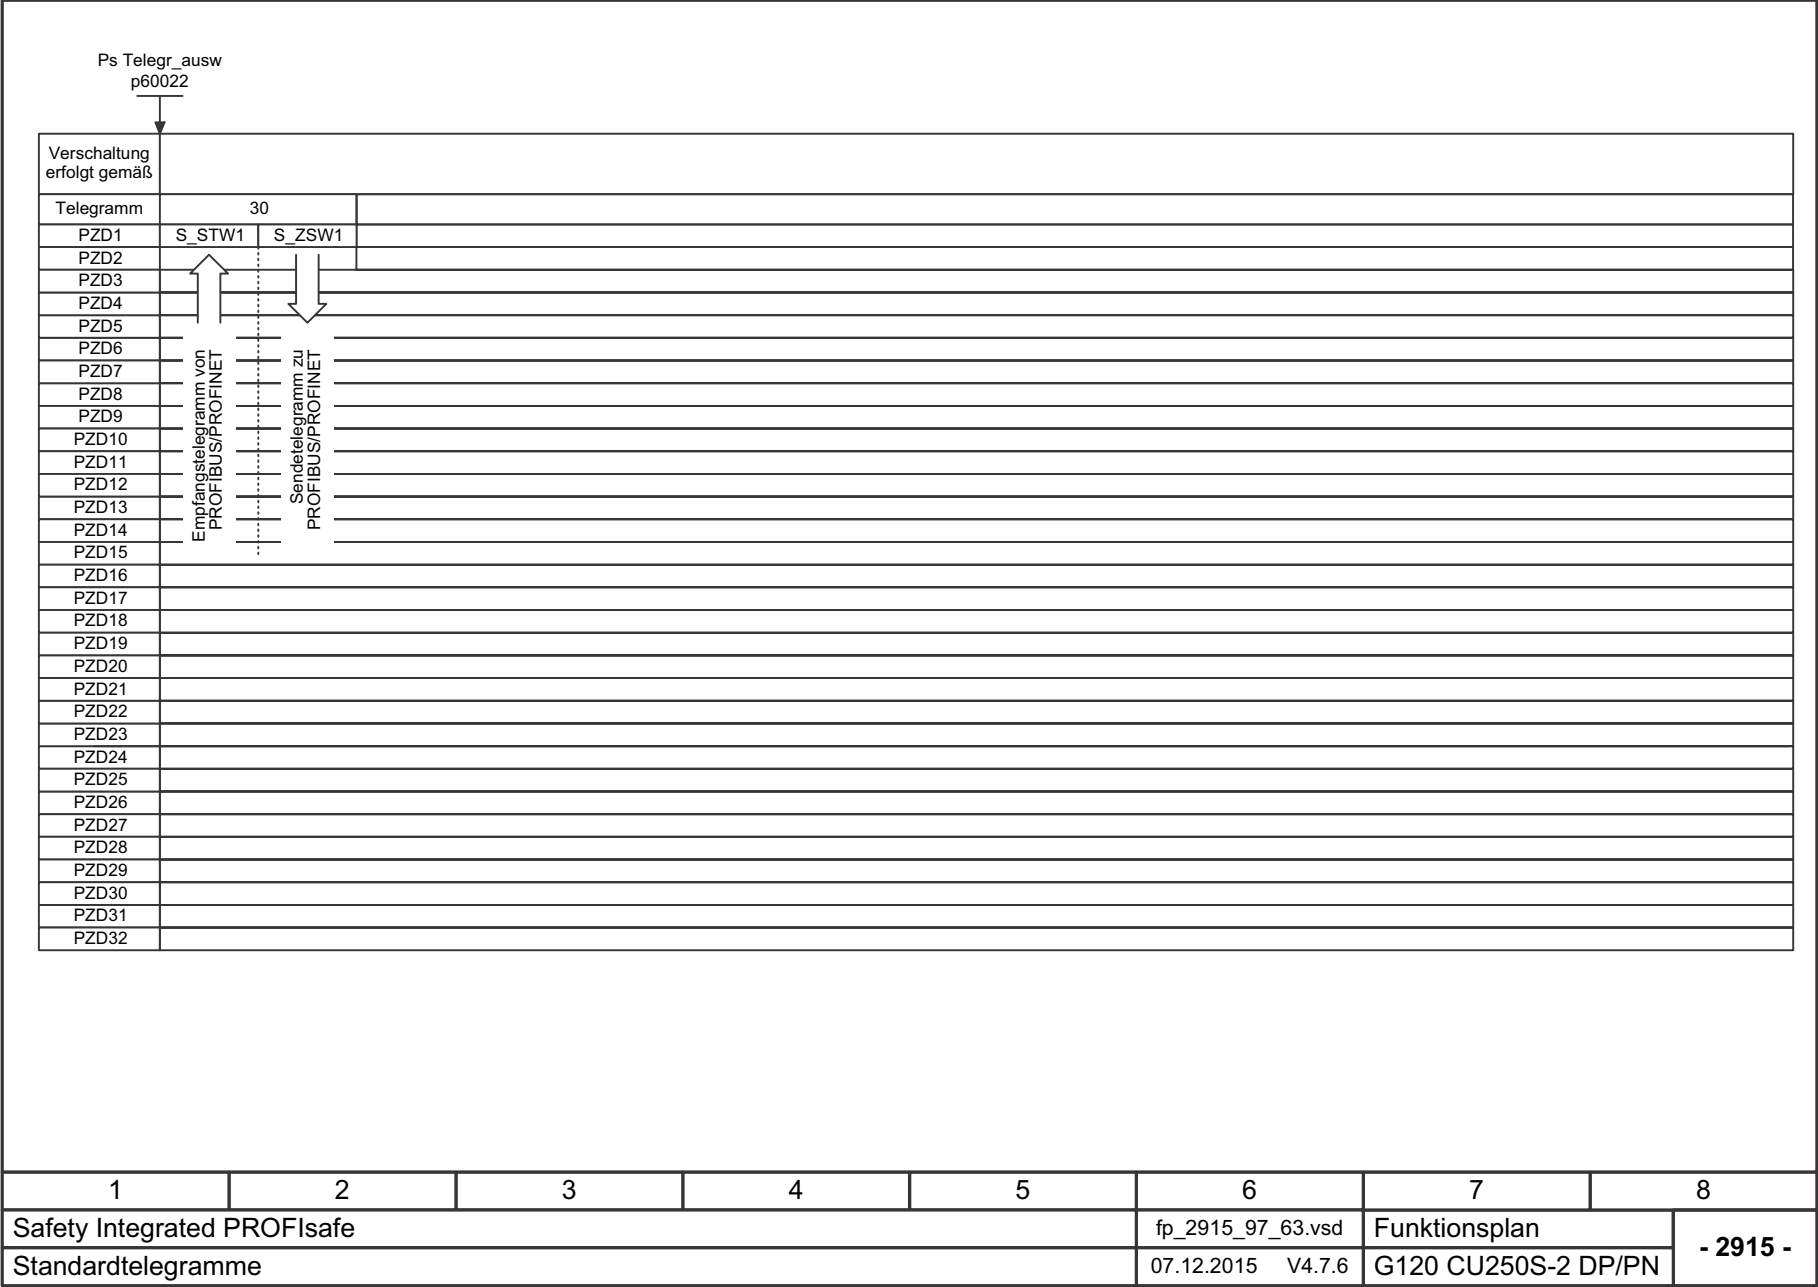 Ps Telegr_ausw
p60022
Verschaltung
erfolgt gemäß
Telegramm 30
PZD1 S_STW1 S_ZSW1
PZD2
PZD3
PZD4
PZD5
PZD6
PZD7
PZD8
PZD9
PZD10
PZD11
PZD12
PZD13
PZD14
PZD15
PZD16
PZD17
PZD18
PZD19
PZD20
PZD21
PZD22
PZD23
PZD24
PZD25
PZD26
PZD27
PZD28
PZD29
PZD30
PZD31
PZD32
Empfangstelegramm von
PROFIBUS/PROFINET
Sendetelegramm zu
PROFIBUS/PROFINET
1 2 3 4 5 6 7 8
Safety Integrated PROFIsafe fp_2915_97_63.vsd Funktionsplan
- 2915 -
Standardtelegramme 07.12.2015 V4.7.6 G120 CU250S-2 DP/PN